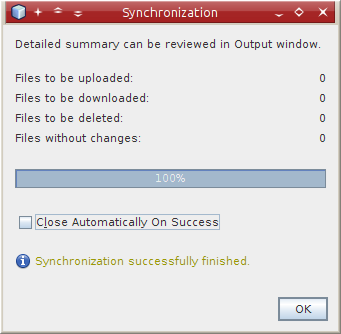 Synchronization
Detailed summary can be reviewed in Output window.
Files to be uploaded: 0
Files to be downloaded: 0
Files to be deleted: 0
Files without changes: 0
100%
Close Automatically On Success
Synchronization successfully finished.
OK